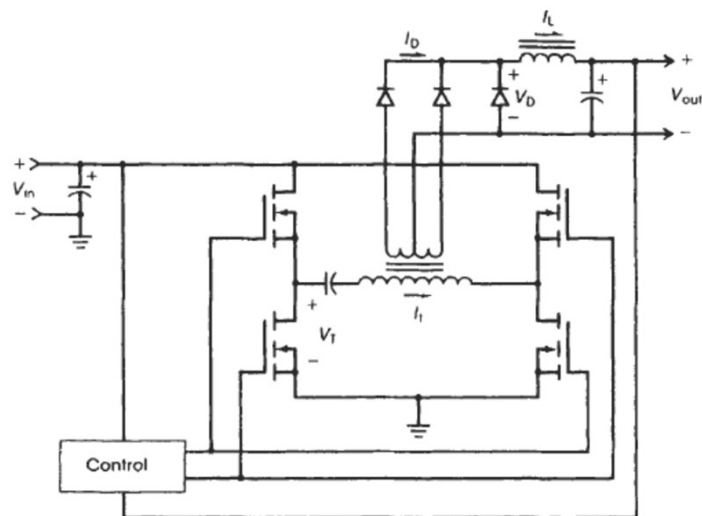 I_L
I_D
+
+
+
V_D
V_out
−
−
+
+
V_in
−
+
V_T
I_T
−
Control